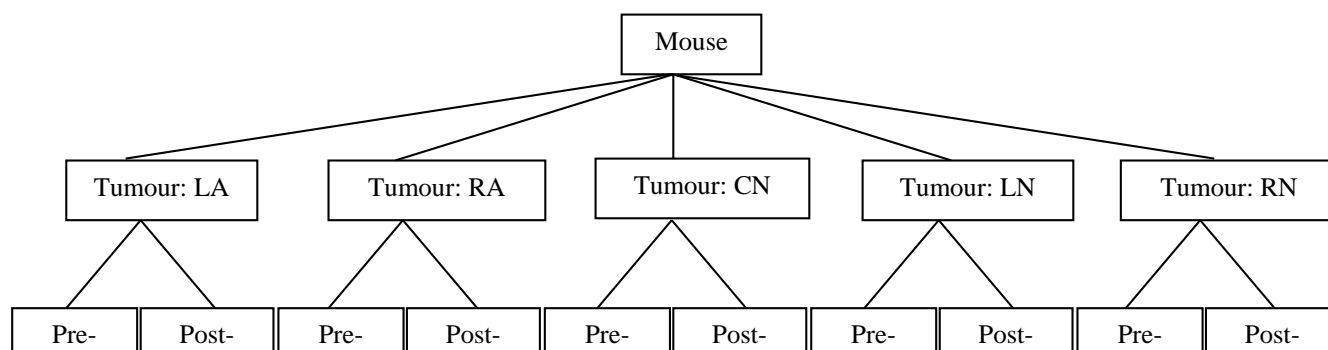 Mouse
Tumour: LA Tumour: RA Tumour: CN Tumour: LN Tumour: RN
Pre- Post- Pre- Post- Pre- Post- Pre- Post- Pre- Post-